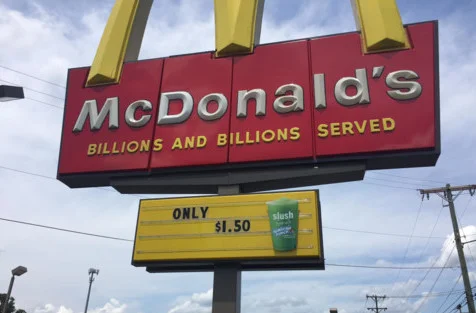 McDonald's
BILLIONS AND BILLIONS SERVED
ONLY
$1.50
slush